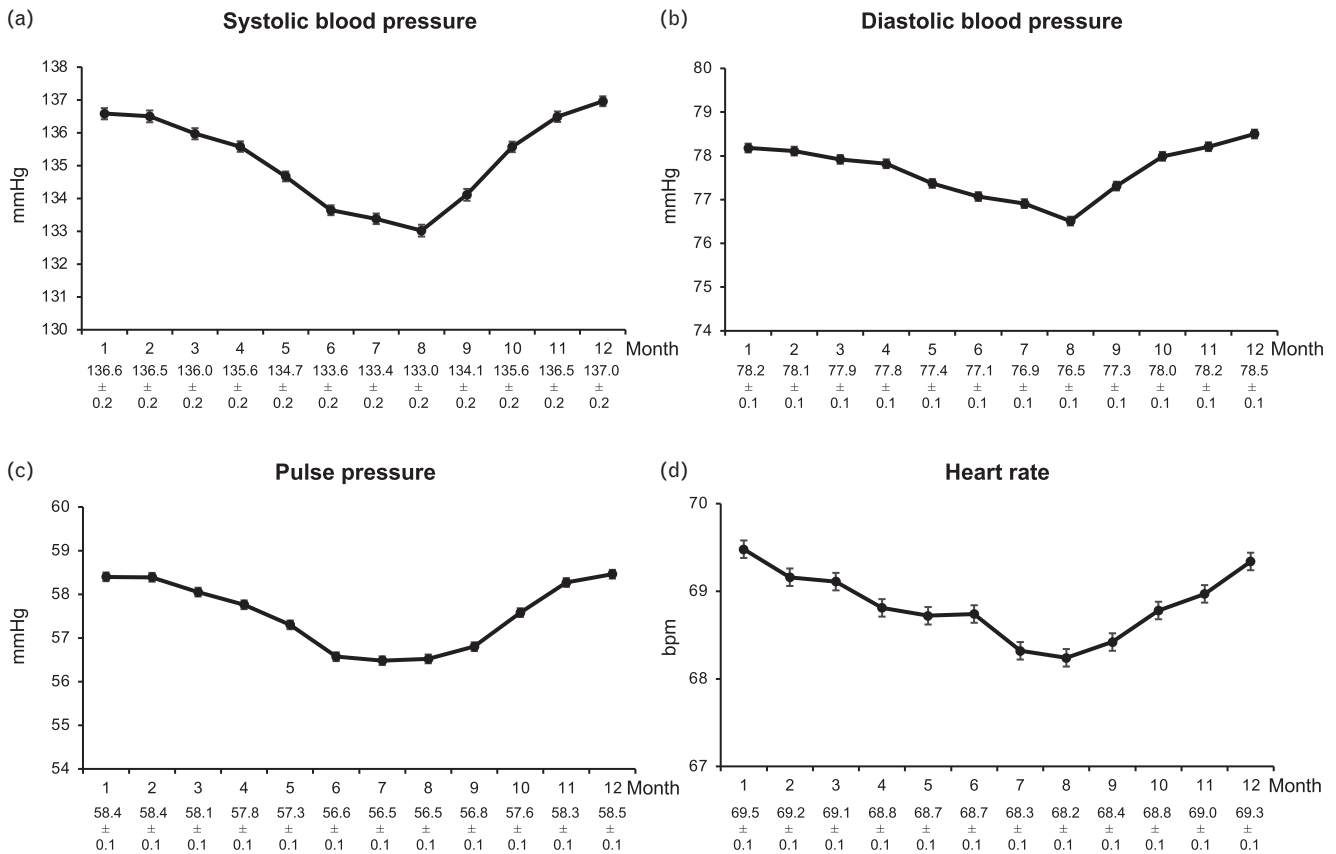 (a) Systolic blood pressure
138
137
136
135
134
133
132
131
130
mmHg
1 2 3 4 5 6 7 8 9 10 11 12 Month
136.6 136.5 136.0 135.6 134.7 133.6 133.4 133.0 134.1 135.6 136.5 137.0
± ± ± ± ± ± ± ± ± ± ± ±
0.2 0.2 0.2 0.2 0.2 0.2 0.2 0.2 0.2 0.2 0.2 0.2
(b) Diastolic blood pressure
80
79
78
77
76
75
74
mmHg
1 2 3 4 5 6 7 8 9 10 11 12 Month
78.2 78.1 77.9 77.8 77.4 77.1 76.9 76.5 77.3 78.0 78.2 78.5
± ± ± ± ± ± ± ± ± ± ± ±
0.1 0.1 0.1 0.1 0.1 0.1 0.1 0.1 0.1 0.1 0.1 0.1
(c) Pulse pressure
60
59
58
57
56
55
54
mmHg
1 2 3 4 5 6 7 8 9 10 11 12 Month
58.4 58.4 58.1 57.8 57.3 56.6 56.5 56.5 56.8 57.6 58.3 58.5
± ± ± ± ± ± ± ± ± ± ± ±
0.1 0.1 0.1 0.1 0.1 0.1 0.1 0.1 0.1 0.1 0.1 0.1
(d) Heart rate
70
69
68
67
bpm
1 2 3 4 5 6 7 8 9 10 11 12 Month
69.5 69.2 69.1 68.8 68.7 68.7 68.3 68.2 68.4 68.8 69.0 69.3
± ± ± ± ± ± ± ± ± ± ± ±
0.1 0.1 0.1 0.1 0.1 0.1 0.1 0.1 0.1 0.1 0.1 0.1